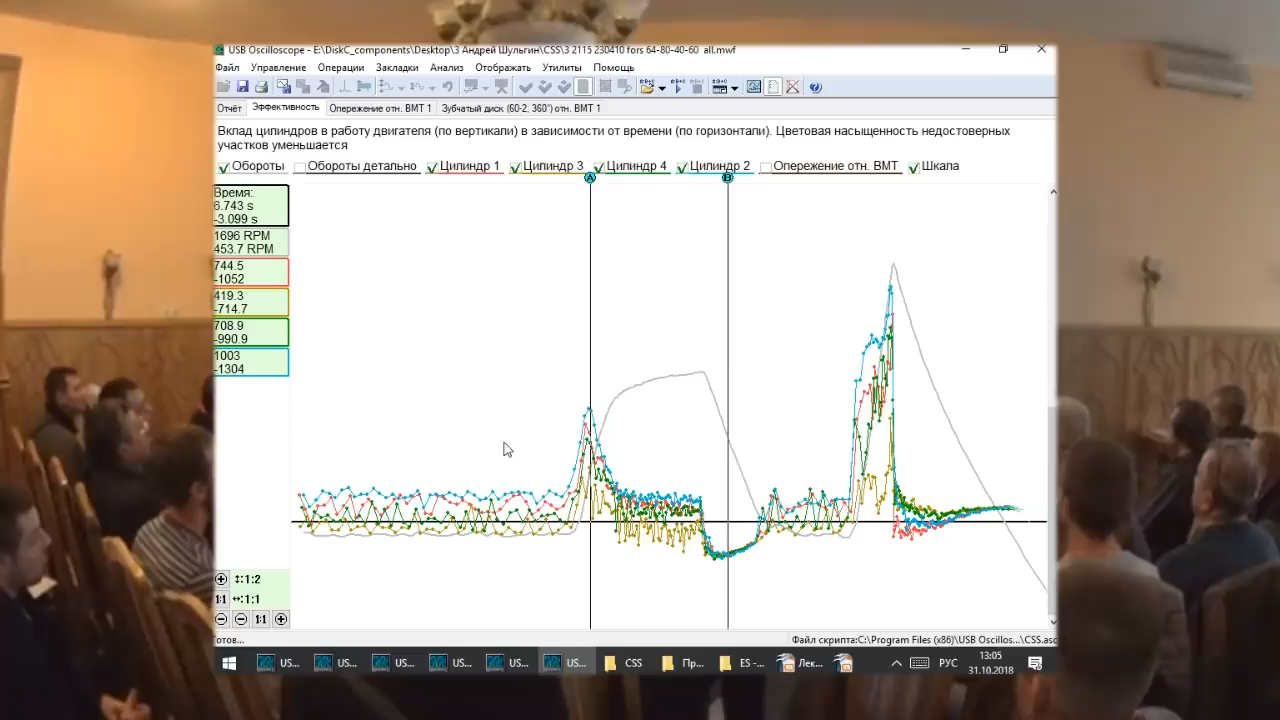 USB Oscilloscope - E:\DiskC_components\Desktop\3 Андрей Шульгин\CSS\3 2115 230410 fors 64-80-40-60 all.mwf
Файл Управление Операции Закладки Анализ Отображать Утилиты Помощь
Отчёт Эффективность Опережение отн. ВМТ 1 Зубчатый диск (60-2, 360°) отн. ВМТ 1
Вклад цилиндров в работу двигателя (по вертикали) в зависимости от времени (по горизонтали). Цветовая насыщенность недостоверных
участков уменьшается
Обороты Обороты детально Цилиндр 1 Цилиндр 3 Цилиндр 4 Цилиндр 2 Опережение отн. ВМТ Шкала
A B
Время:
6.743 s
-3.099 s
1696 RPM
453.7 RPM
744.5
-1052
419.3
-714.7
708.9
-990.9
1003
-1304
1:2
1:1 1:1
1:1
Готов...
Файл скрипта:C:\Program Files (x86)\USB Oscillos...\CSS.asc
US... US... US... US... US... US... CSS Пр... ES -... Лек...
РУС
13:05
31.10.2018